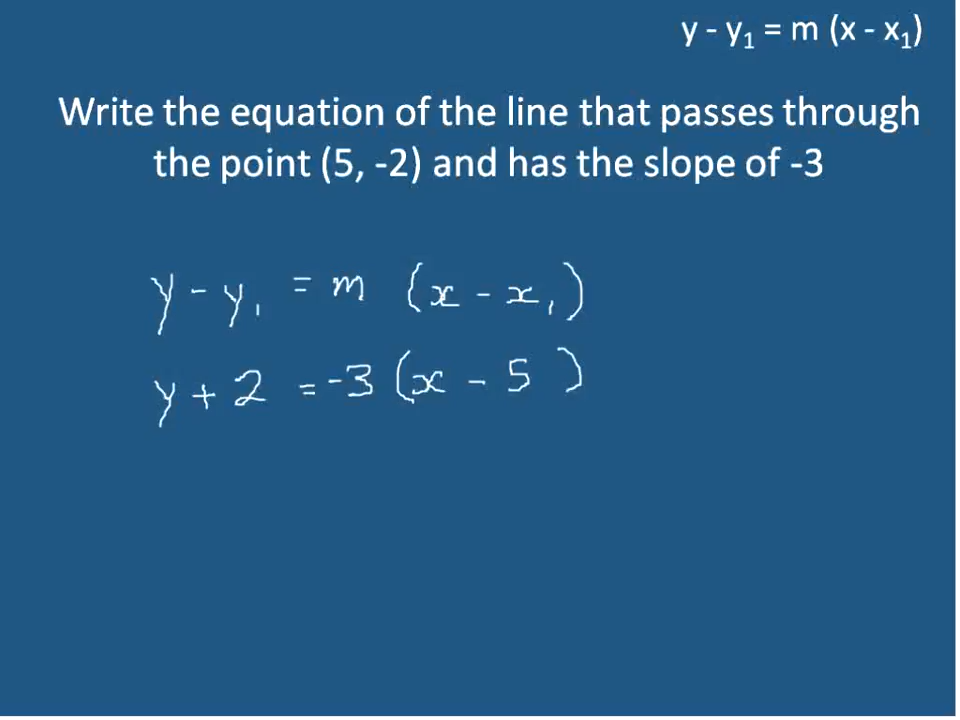 y - y₁ = m (x - x₁)
Write the equation of the line that passes through
the point (5, -2) and has the slope of -3
y - y₁ = m (x - x₁)
y + 2 = -3 (x - 5 )